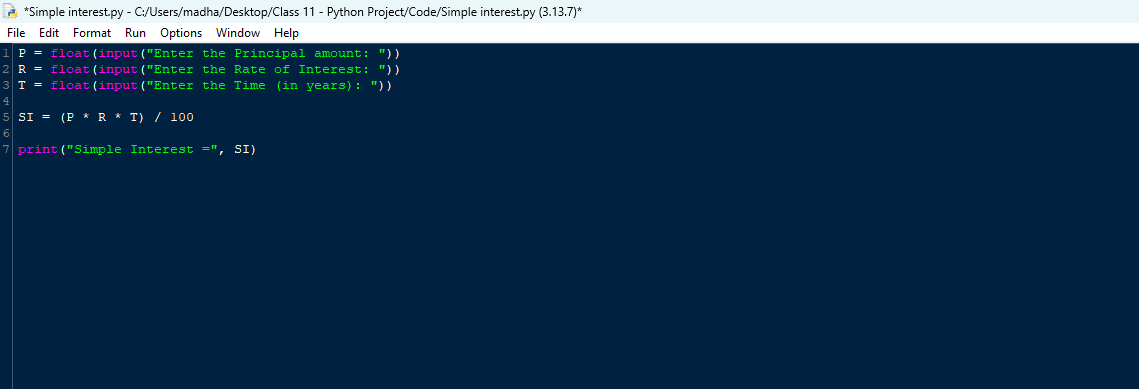 *Simple interest.py - C:/Users/madha/Desktop/Class 11 - Python Project/Code/Simple interest.py (3.13.7)*
File Edit Format Run Options Window Help
1 P = float(input("Enter the Principal amount: "))
2 R = float(input("Enter the Rate of Interest: "))
3 T = float(input("Enter the Time (in years): "))
4
5 SI = (P * R * T) / 100
6
7 print("Simple Interest =", SI)